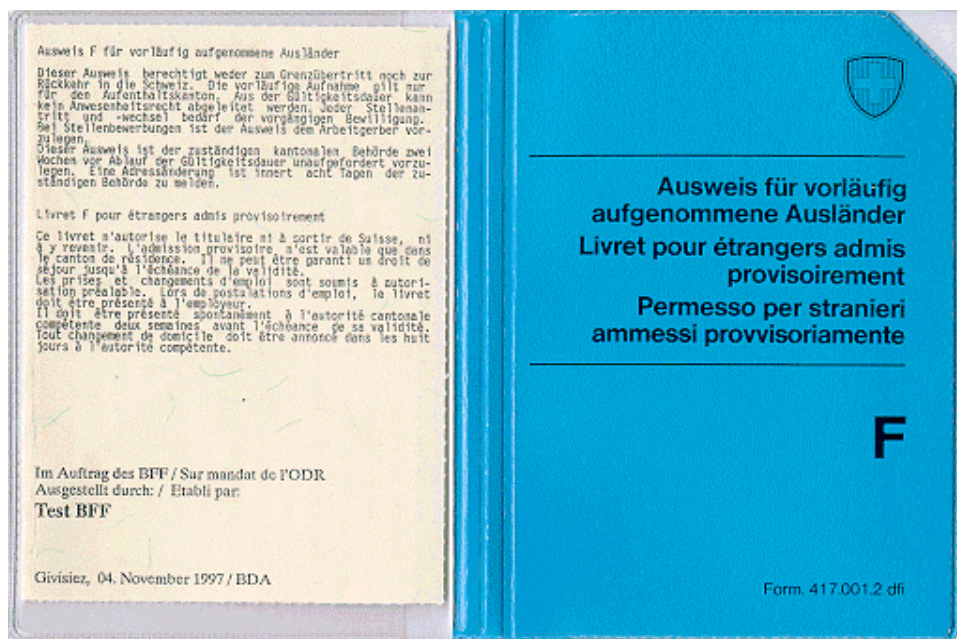 Ausweis F für vorläufig aufgenommene Ausländer
Dieser Ausweis berechtigt weder zum Grenzübertritt noch zur
Rückkehr in die Schweiz. Die vorläufige Aufnahme gilt nur
für den Aufenthaltskanton. Aus der Gültigkeitsdauer kann
kein Anwesenheitsrecht abgeleitet werden. Jeder Stellenan-
tritt und -wechsel bedarf der vorgängigen Bewilligung.
Bei Stellenbewerbungen ist der Ausweis dem Arbeitgerber vor-
zulegen.
Dieser Ausweis ist der zuständigen kantonalen Behörde zwei
Wochen vor Ablauf der Gültigkeitsdauer unaufgefordert vorzu-
legen. Eine Adressänderung ist innert acht Tagen der zu-
ständigen Behörde zu melden.
Livret F pour étrangers admis provisoirement
Ce livret n'autorise le titulaire ni à sortir de Suisse, ni
à y revenir. L'admission provisoire n'est valable que dans
le canton de résidence. Il ne peut être garanti un droit de
séjour jusqu'à l'échéance de la validité.
Les prises et changements d'emploi sont soumis à autori-
sation préalable. Lors de postulations d'emploi, le livret
doit être présenté à l'employeur.
Il doit être présenté spontanément à l'autorité cantonale
compétente deux semaines avant l'échéance de sa validité.
Tout changement de domicile doit être annoncé dans les huit
jours à l'autorité compétente.
Im Auftrag des BFF / Sur mandat de l'ODR
Ausgestellt durch: / Etabli par:
Test BFF
Givisiez, 04. November 1997 / BDA
Ausweis für vorläufig
aufgenommene Ausländer
Livret pour étrangers admis
provisoirement
Permesso per stranieri
ammessi provvisoriamente
F
Form. 417.001.2 dfi